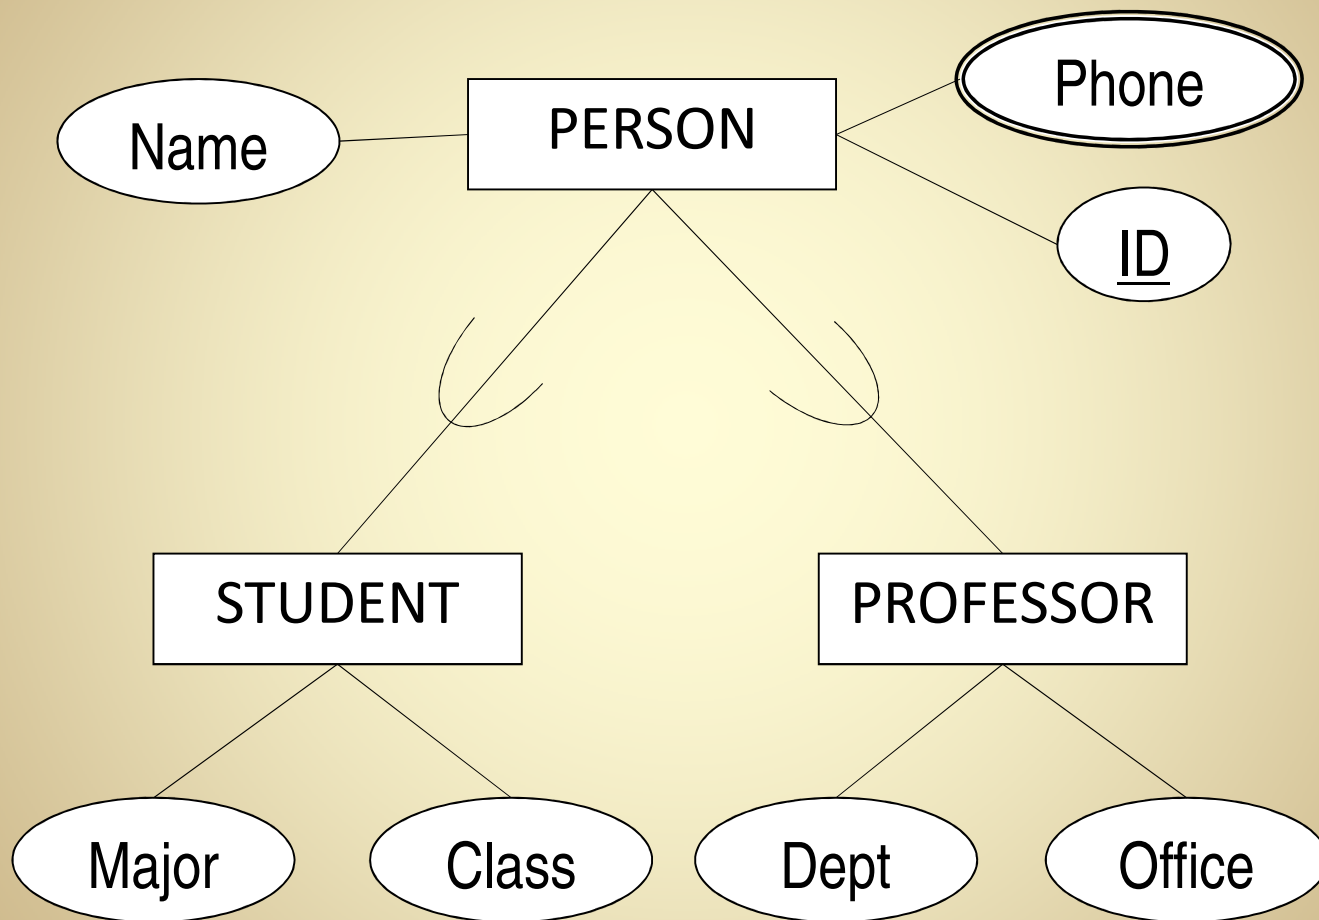 Phone
PERSON
Name
ID
STUDENT
PROFESSOR
Major
Class
Dept
Office